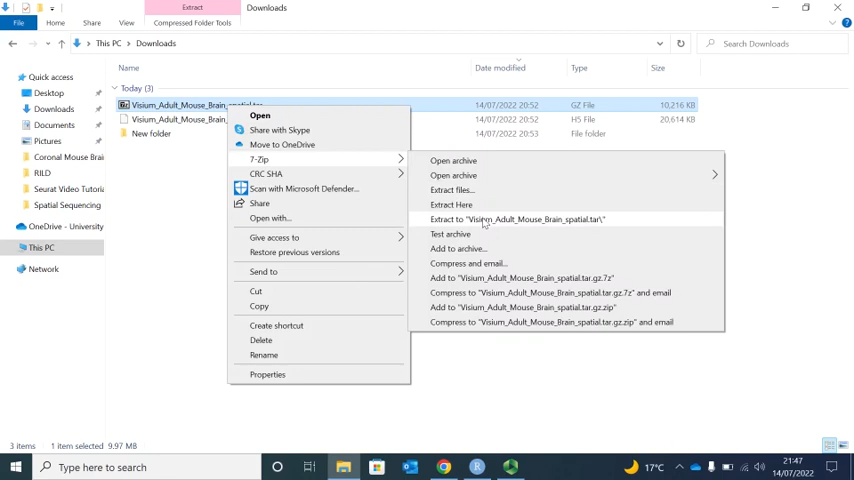 Extract
Downloads
File
Home
Share
View
Compressed Folder Tools
This PC
Downloads
Search Downloads
Name
Date modified
Type
Size
Quick access
Desktop
Downloads
Documents
Pictures
Coronal Mouse Brai
RILD
Seurat Video Tutoria
Spatial Sequencing
OneDrive - University
This PC
Network
Today (3)
Visium_Adult_Mouse_Brain_spatial.tar
14/07/2022 20:52
GZ File
10,216 KB
Visium_Adult_Mouse_Brain_
14/07/2022 20:52
H5 File
20,614 KB
New folder
14/07/2022 20:53
File folder
Open
Share with Skype
Move to OneDrive
7-Zip
CRC SHA
Scan with Microsoft Defender...
Share
Open with...
Give access to
Restore previous versions
Send to
Cut
Copy
Create shortcut
Delete
Rename
Properties
Open archive
Open archive
Extract files...
Extract Here
Extract to "Visium_Adult_Mouse_Brain_spatial.tar\"
Test archive
Add to archive...
Compress and email...
Add to "Visium_Adult_Mouse_Brain_spatial.tar.gz.7z"
Compress to "Visium_Adult_Mouse_Brain_spatial.tar.gz.7z" and email
Add to "Visium_Adult_Mouse_Brain_spatial.tar.gz.zip"
Compress to "Visium_Adult_Mouse_Brain_spatial.tar.gz.zip" and email
3 items
1 item selected 9.97 MB
Type here to search
17°C
21:47
14/07/2022